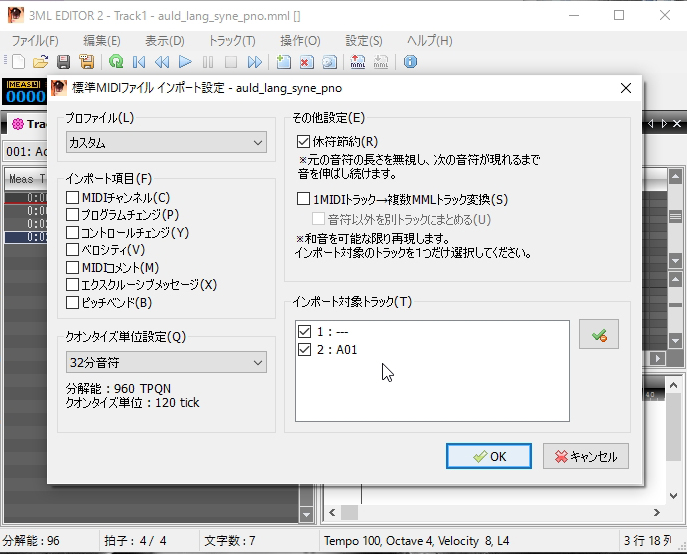 3ML EDITOR 2 - Track1 - auld_lang_syne_pno.mml []
ファイル(F) 編集(E) 表示(D) トラック(T) 操作(O) 設定(S) ヘルプ(H)
MEASURE
0000
標準MIDIファイル インポート設定 - auld_lang_syne_pno
プロファイル(L)
カスタム
インポート項目(F)
MIDIチャンネル(C)
プログラムチェンジ(P)
コントロールチェンジ(Y)
ベロシティ(V)
MIDIコメント(M)
エクスクルーシブメッセージ(X)
ピッチベンド(B)
クオンタイズ単位設定(Q)
32分音符
分解能：960 TPQN
クオンタイズ単位：120 tick
その他設定(E)
休符節約(R)
※元の音符の長さを無視し、次の音符が現れるまで
音を伸ばし続けます。
1MIDIトラック→複数MMLトラック変換(S)
音符以外を別トラックにまとめる(U)
※和音を可能な限り再現します。
インポート対象のトラックを1つだけ選択してください。
インポート対象トラック(T)
1：---
2：A01
OK
キャンセル
001: Ac
Meas T
40
分解能：96 拍子：4 / 4 文字数：7 Tempo 100, Octave 4, Velocity 8, L4 3 行 18 列